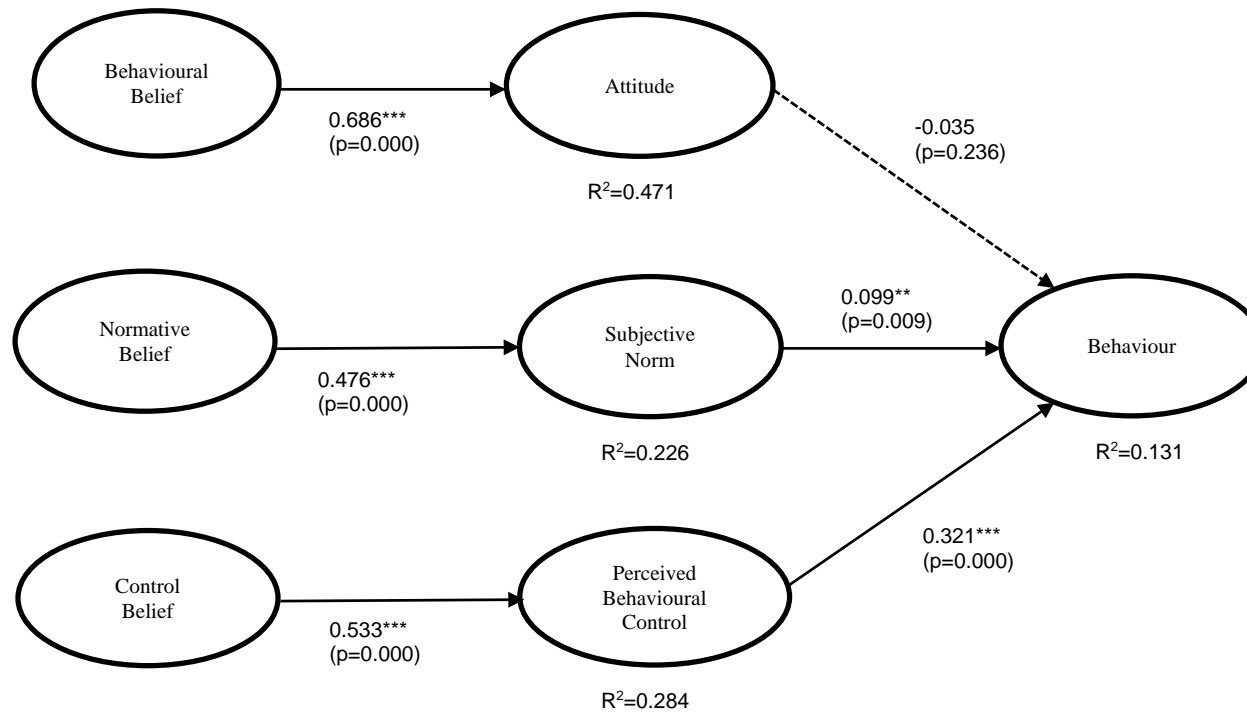 Behavioural
Belief
0.686***
(p=0.000)
Attitude
R²=0.471
-0.035
(p=0.236)
Normative
Belief
0.476***
(p=0.000)
Subjective
Norm
R²=0.226
0.099**
(p=0.009)
Behaviour
R²=0.131
Control
Belief
0.533***
(p=0.000)
Perceived
Behavioural
Control
R²=0.284
0.321***
(p=0.000)